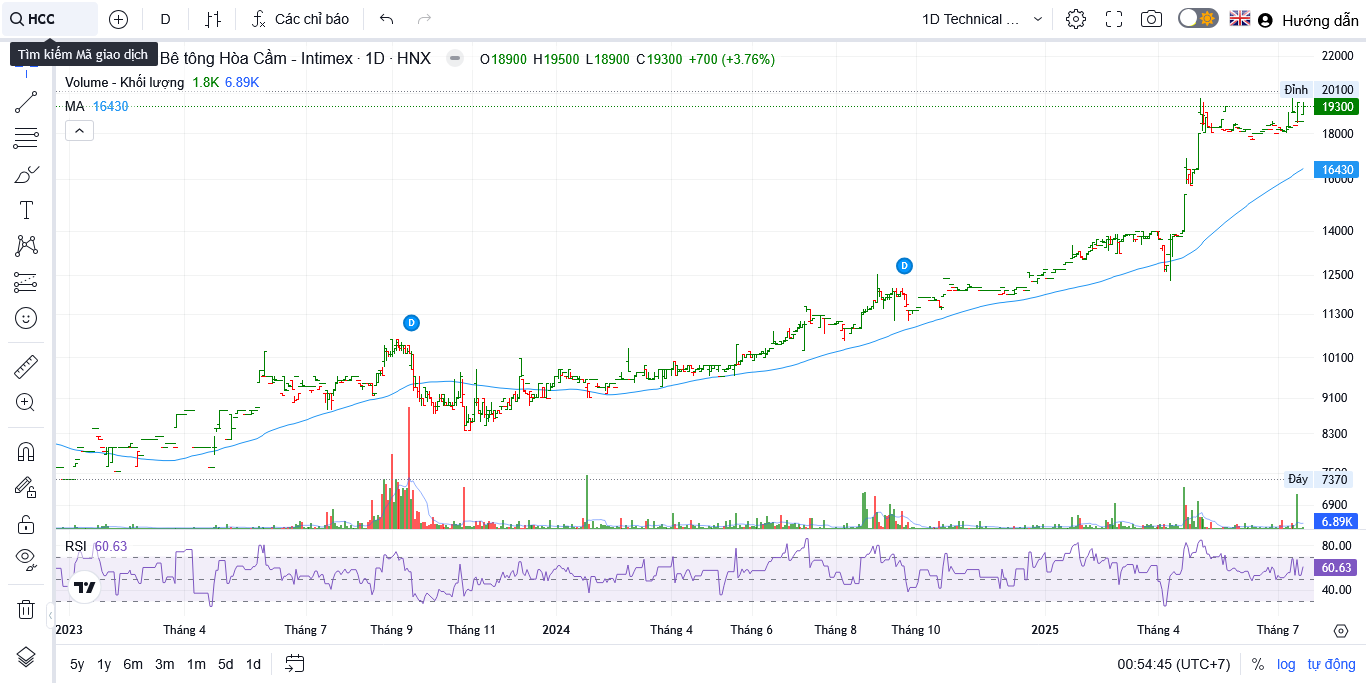 HCC D Các chỉ báo 1D Technical ... Hướng dẫn
Tìm kiếm Mã giao dịch
Bê tông Hòa Cầm - Intimex · 1D · HNX O18900 H19500 L18900 C19300 +700 (+3.76%)
Volume - Khối lượng 1.8K 6.89K
MA 16430
22000
Đỉnh 20100
19300
18000
16430
16000
14000
D
12500
11300
D
10100
9100
8300
7500
Đáy 7370
6900
6.89K
RSI 60.63
80.00
60.63
40.00
2023 Tháng 4 Tháng 7 Tháng 9 Tháng 11 2024 Tháng 4 Tháng 6 Tháng 8 Tháng 10 2025 Tháng 4 Tháng 7
5y 1y 6m 3m 1m 5d 1d 00:54:45 (UTC+7) % log tự động